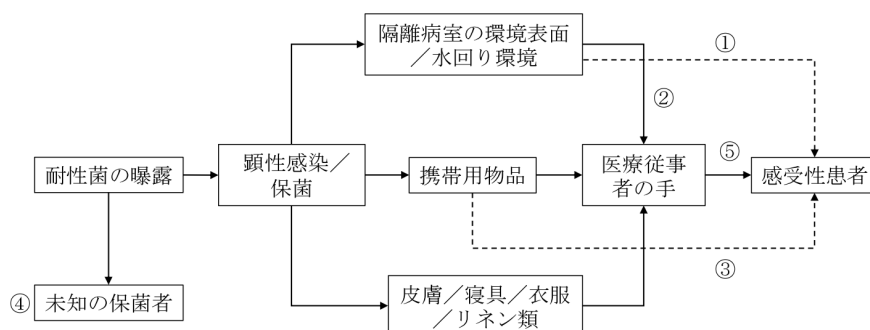 隔離病室の環境表面
／水回り環境
①
②
耐性菌の曝露
顕性感染／
保菌
携帯用物品
医療従事
者の手
⑤
感受性患者
③
④
未知の保菌者
皮膚／寝具／衣服
／リネン類